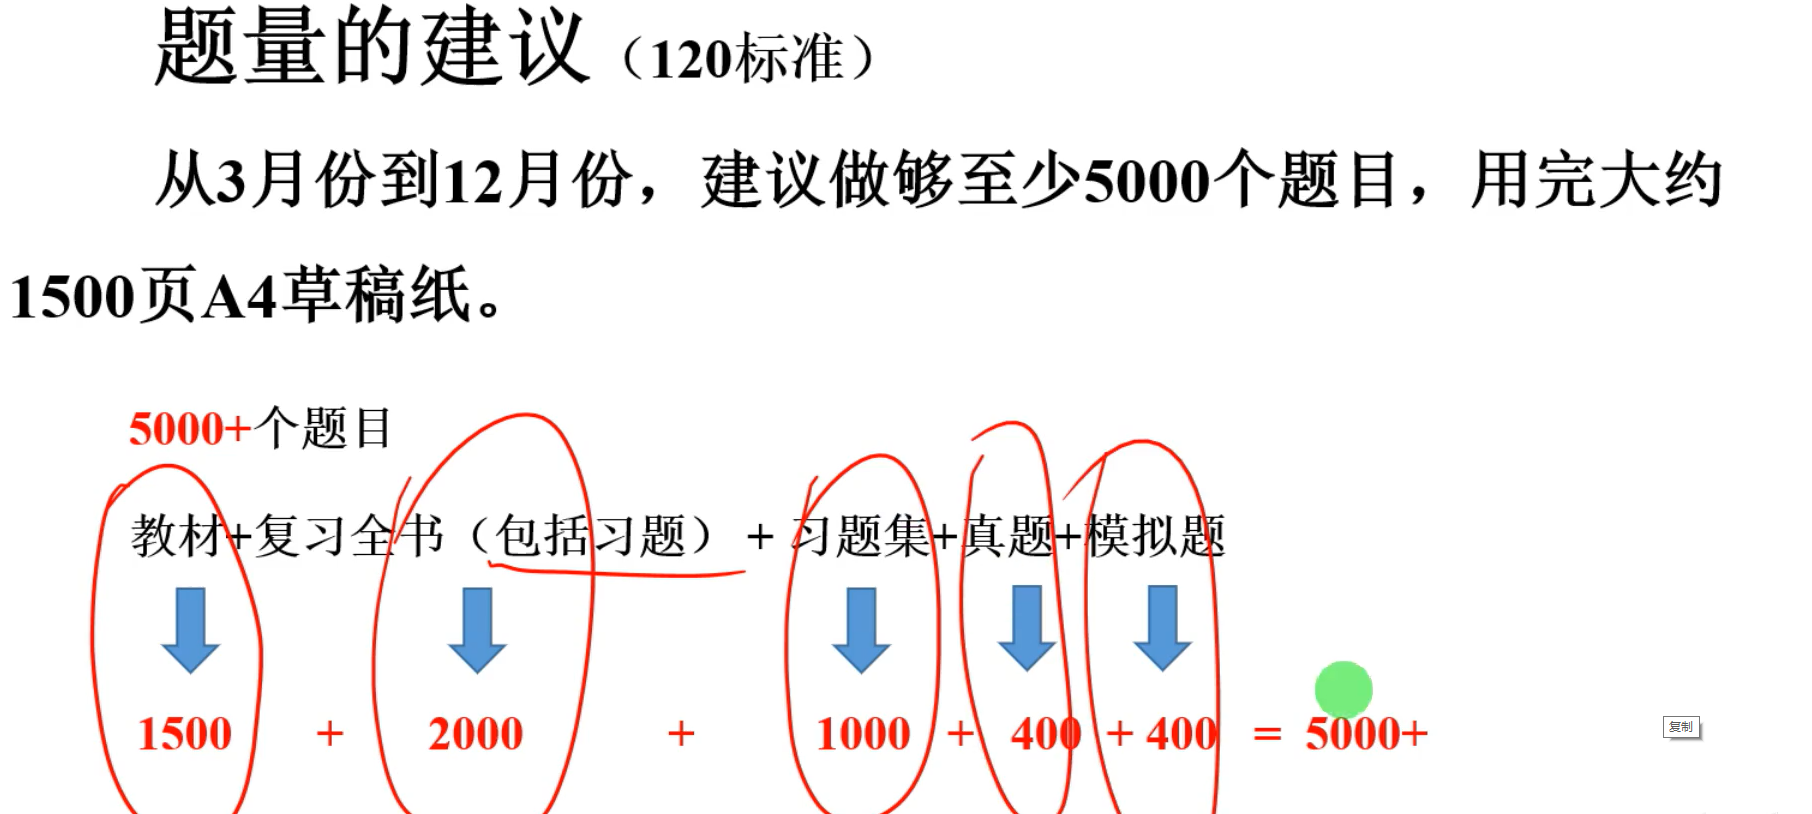 题量的建议（120标准）
从3月份到12月份，建议做够至少5000个题目，用完大约
1500页A4草稿纸。
5000+个题目
教材+复习全书（包括习题） + 习题集+真题+模拟题
1500 + 2000 + 1000 + 400 + 400 = 5000+
复制